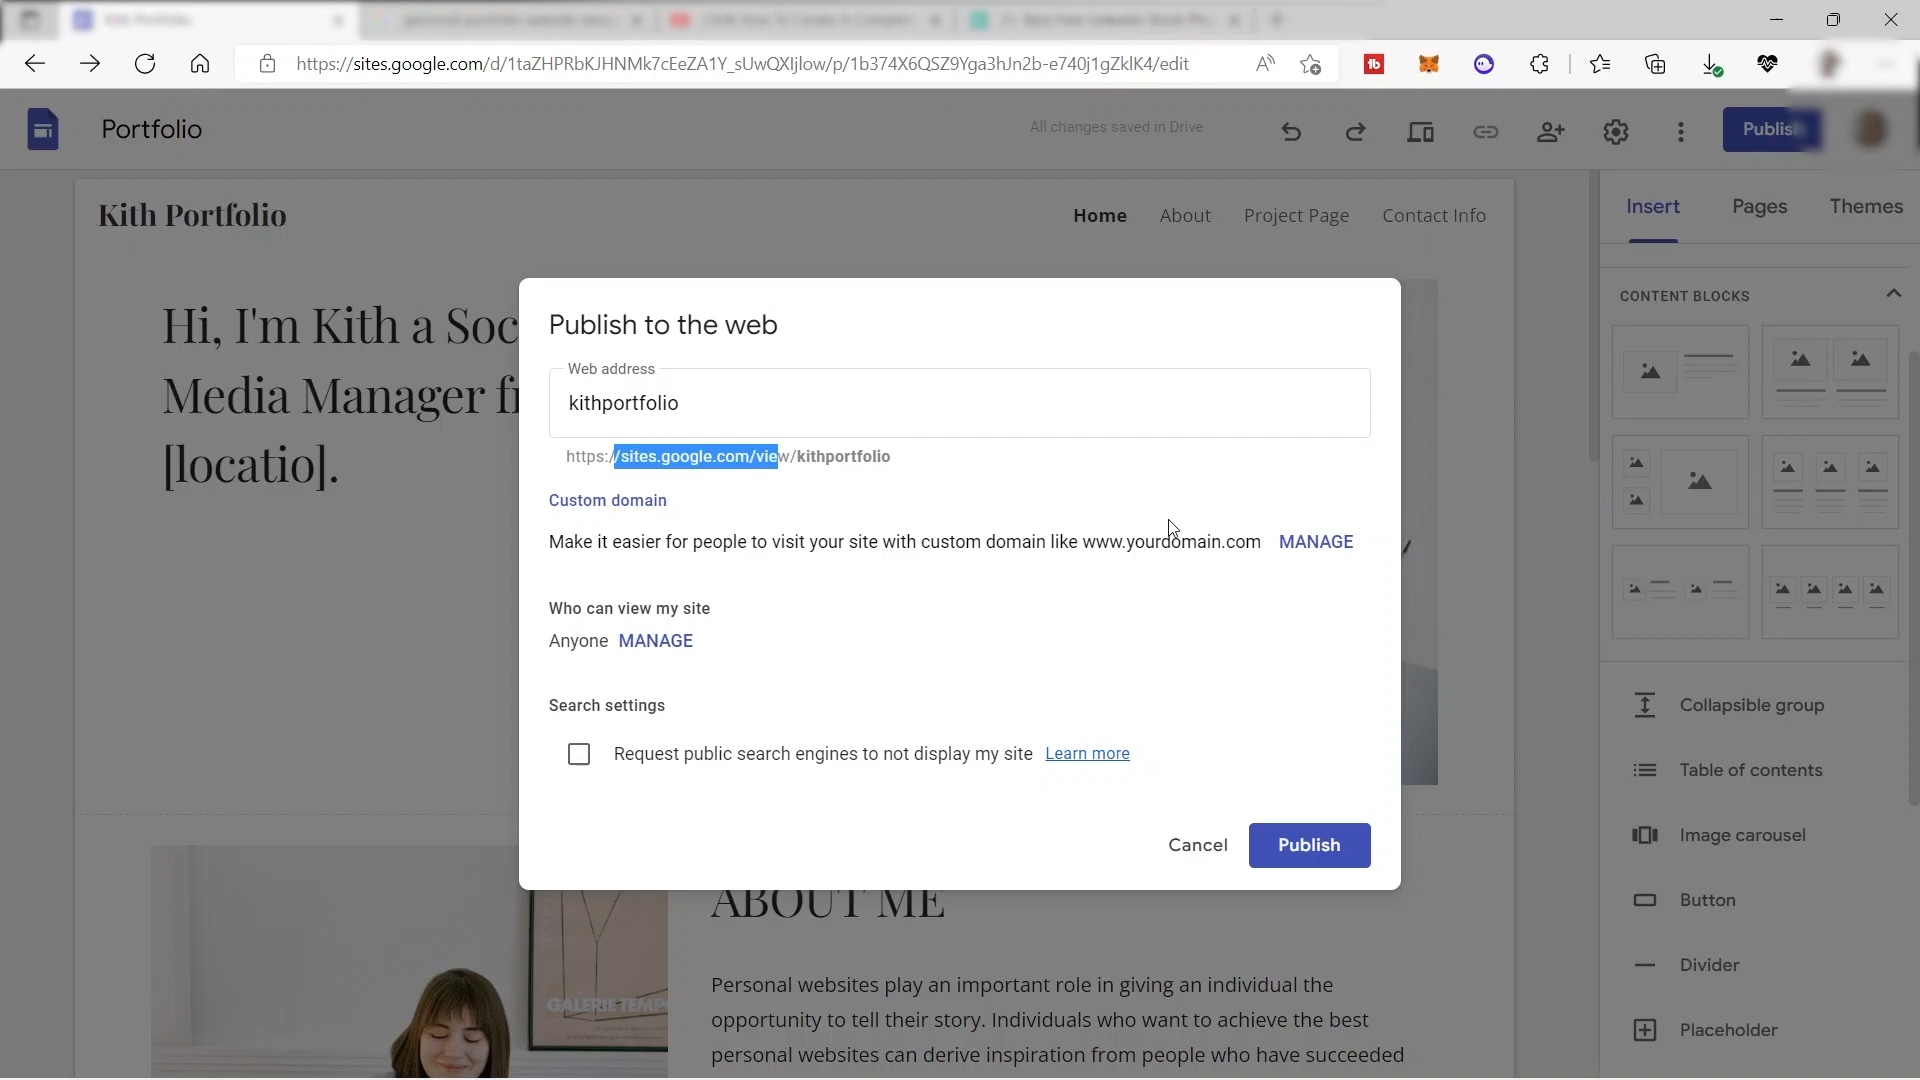 https://sites.google.com/d/1taZHPRbKJHNMk7cEeZA1Y_sUwQXIjlow/p/1b374X6QSZ9Yga3hJn2b-e740j1gZklK4/edit
Portfolio
All changes saved in Drive
Publish
Kith Portfolio
Home
About
Project Page
Contact Info
Insert
Pages
Themes
Hi, I'm Kith a Soc
Media Manager fr
[locatio].
CONTENT BLOCKS
Publish to the web
Web address
kithportfolio
https://sites.google.com/view/kithportfolio
Custom domain
Make it easier for people to visit your site with custom domain like www.yourdomain.com MANAGE
Who can view my site
Anyone MANAGE
Search settings
Request public search engines to not display my site Learn more
Cancel
Publish
Collapsible group
Table of contents
Image carousel
Button
Divider
Placeholder
ABOUT ME
GALERIE TEMPO
Personal websites play an important role in giving an individual the
opportunity to tell their story. Individuals who want to achieve the best
personal websites can derive inspiration from people who have succeeded